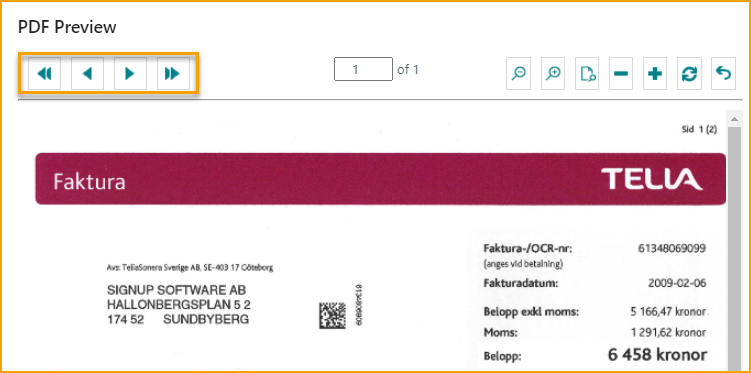 PDF Preview
1 of 1
Sid 1 (2)
Faktura TELIA
Avs: TeliaSonera Sverige AB, SE-403 17 Göteborg
SIGNUP SOFTWARE AB
HALLONBERGSPLAN 5 2
174 52 SUNDBYBERG
6134806909
Faktura-/OCR-nr: 61348069099
(anges vid betalning)
Fakturadatum: 2009-02-06
Belopp exkl moms: 5 166,47 kronor
Moms: 1 291,62 kronor
Belopp: 6 458 kronor